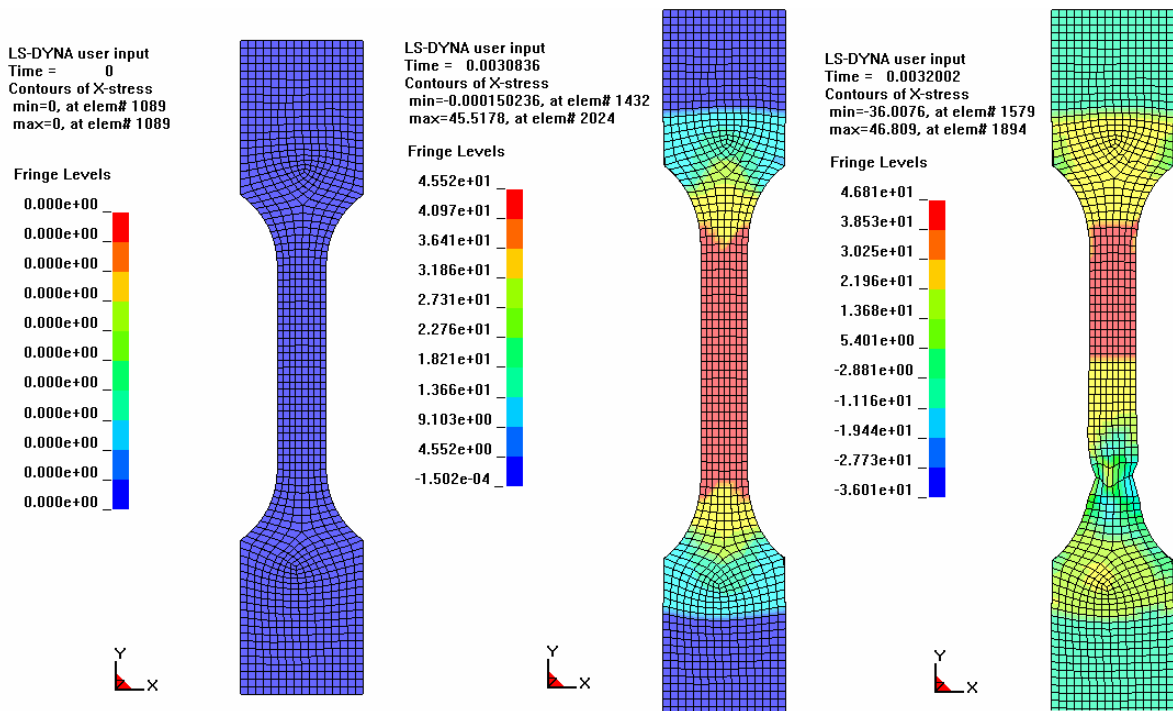 LS-DYNA user input
Time =          0
Contours of X-stress
min=0, at elem# 1089
max=0, at elem# 1089
Fringe Levels
0.000e+00
0.000e+00
0.000e+00
0.000e+00
0.000e+00
0.000e+00
0.000e+00
0.000e+00
0.000e+00
0.000e+00
0.000e+00
Y
Z
X
LS-DYNA user input
Time =   0.0030836
Contours of X-stress
min=-0.000150236, at elem# 1432
max=45.5178, at elem# 2024
Fringe Levels
4.552e+01
4.097e+01
3.641e+01
3.186e+01
2.731e+01
2.276e+01
1.821e+01
1.366e+01
9.103e+00
4.552e+00
-1.502e-04
Y
Z
X
LS-DYNA user input
Time =   0.0032002
Contours of X-stress
min=-36.0076, at elem# 1579
max=46.809, at elem# 1894
Fringe Levels
4.681e+01
3.853e+01
3.025e+01
2.196e+01
1.368e+01
5.401e+00
-2.881e+00
-1.116e+01
-1.944e+01
-2.773e+01
-3.601e+01
Y
Z
X